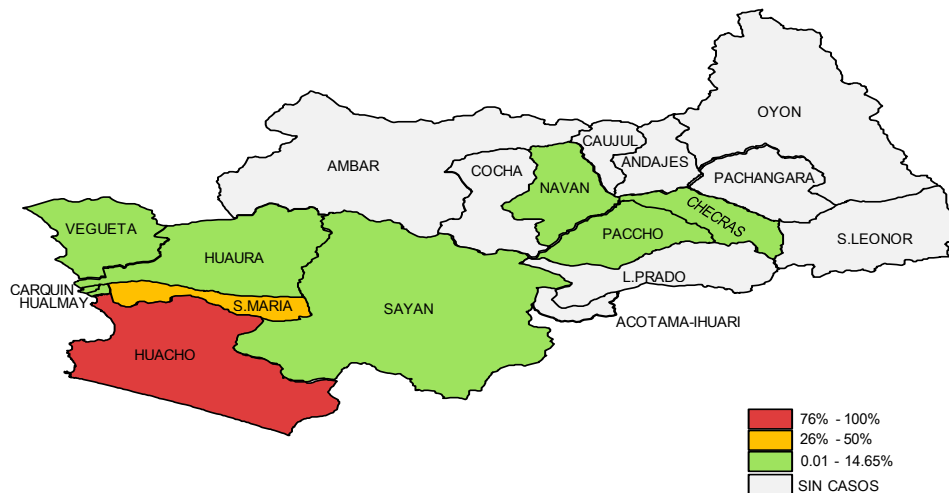 OYON
CAUJUL
AMBAR
COCHA
ANDAJES
NAVAN
PACHANGARA
CHECRAS
VEGUETA
PACCHO
S.LEONOR
HUAURA
L.PRADO
CARQUIN
HUALMAY
S.MARIA
SAYAN
ACOTAMA-IHUARI
HUACHO
76% - 100%
26% - 50%
0.01 - 14.65%
SIN CASOS